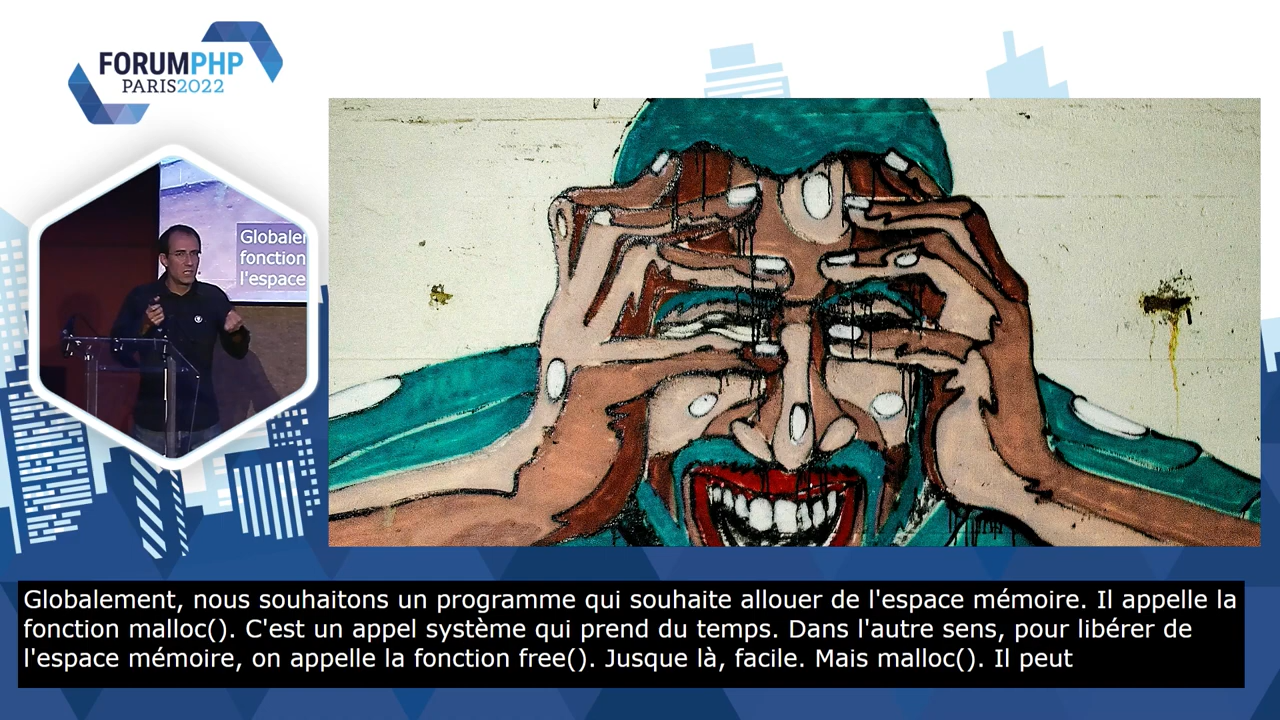 FORUMPHP
PARIS2022
Globaler
fonction
l'espace
Globalement, nous souhaitons un programme qui souhaite allouer de l'espace mémoire. Il appelle la
fonction malloc(). C'est un appel système qui prend du temps. Dans l'autre sens, pour libérer de
l'espace mémoire, on appelle la fonction free(). Jusque là, facile. Mais malloc(). Il peut